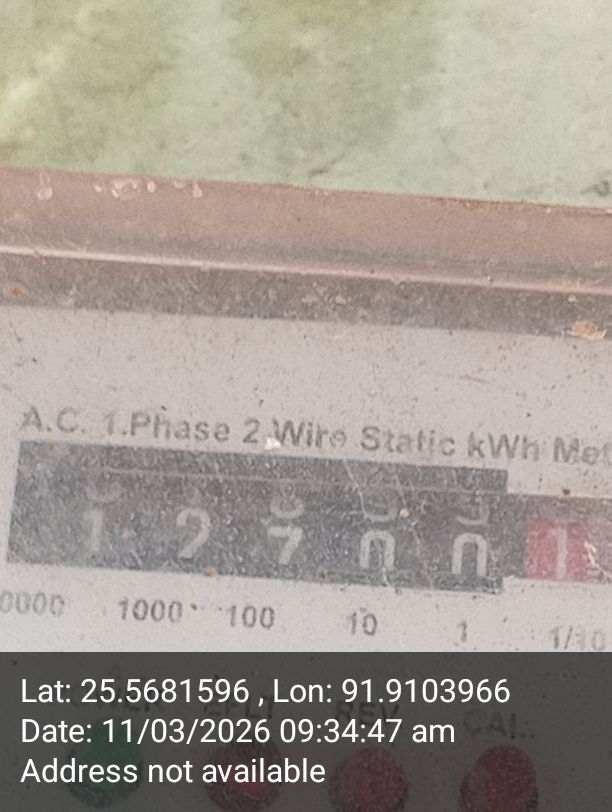 A.C. 1.Phase 2 Wire Static kWh Met
1 2 7 0 0 1
0000 1000 100 10 1 1/10
Lat: 25.5681596 , Lon: 91.9103966
CAL.
Date: 11/03/2026 09:34:47 am
Address not available